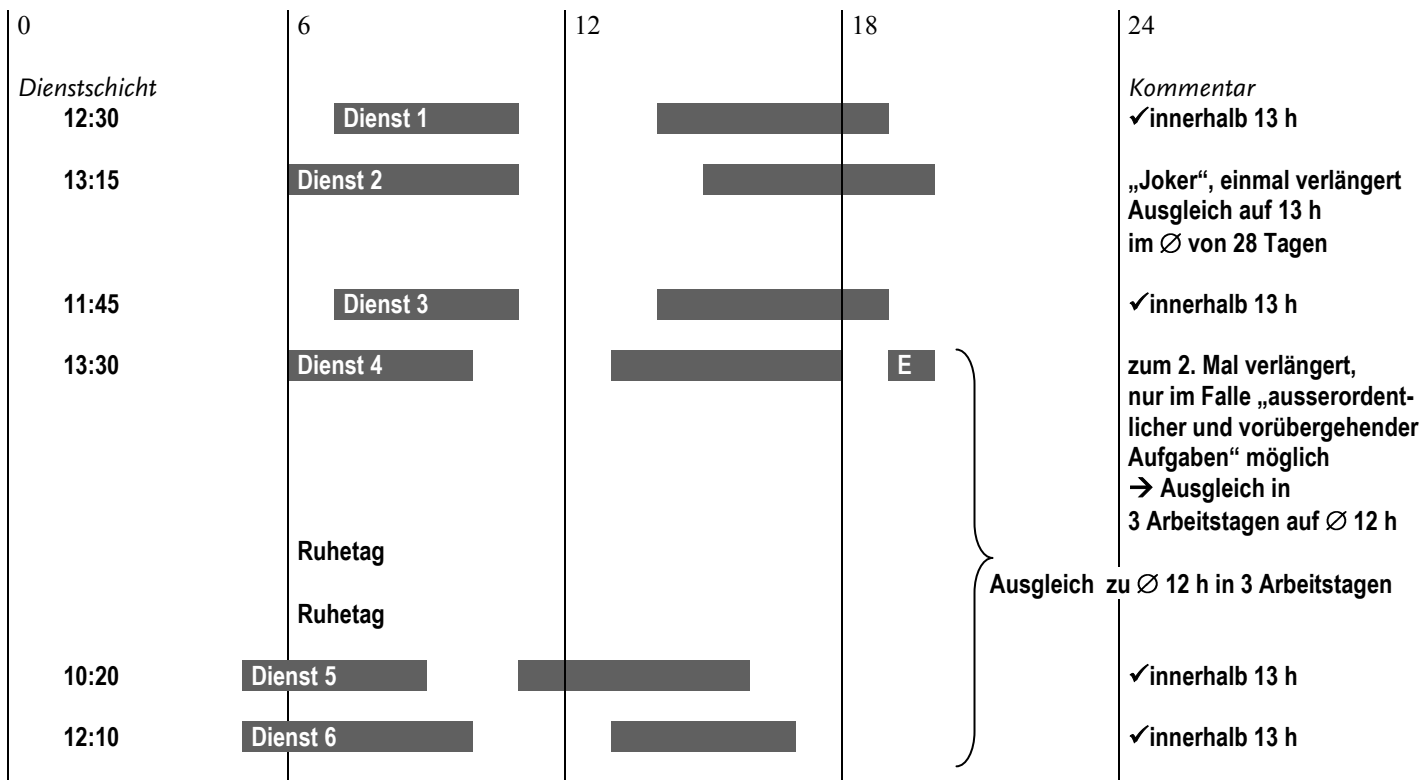 0 6 12 18 24
Dienstschicht Kommentar
12:30 Dienst 1 ✓innerhalb 13 h
13:15 Dienst 2 „Joker“, einmal verlängert
Ausgleich auf 13 h
im ∅ von 28 Tagen
11:45 Dienst 3 ✓innerhalb 13 h
13:30 Dienst 4 E zum 2. Mal verlängert,
nur im Falle „ausserordent-
licher und vorübergehender
Aufgaben“ möglich
→ Ausgleich in
3 Arbeitstagen auf ∅ 12 h
Ruhetag
Ausgleich zu ∅ 12 h in 3 Arbeitstagen
Ruhetag
10:20 Dienst 5 ✓innerhalb 13 h
12:10 Dienst 6 ✓innerhalb 13 h